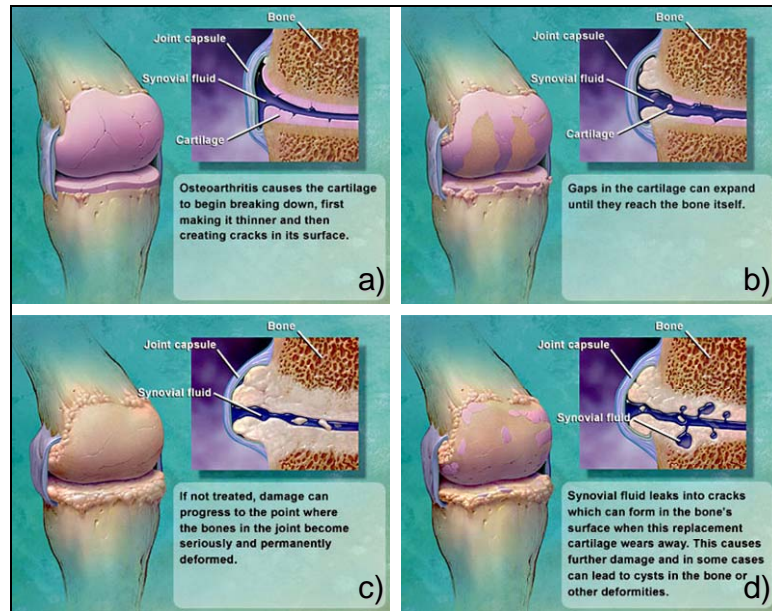 Bone
Joint capsule
Synovial fluid
Cartilage
Osteoarthritis causes the cartilage
to begin breaking down, first
making it thinner and then
creating cracks in its surface.
a)
Bone
Joint capsule
Synovial fluid
Cartilage
Gaps in the cartilage can expand
until they reach the bone itself.
b)
Bone
Joint capsule
Synovial fluid
If not treated, damage can
progress to the point where
the bones in the joint become
seriously and permanently
deformed.
c)
Bone
Joint capsule
Synovial fluid
Synovial fluid leaks into cracks
which can form in the bone's
surface when this replacement
cartilage wears away. This causes
further damage and in some cases
can lead to cysts in the bone or
other deformities.
d)